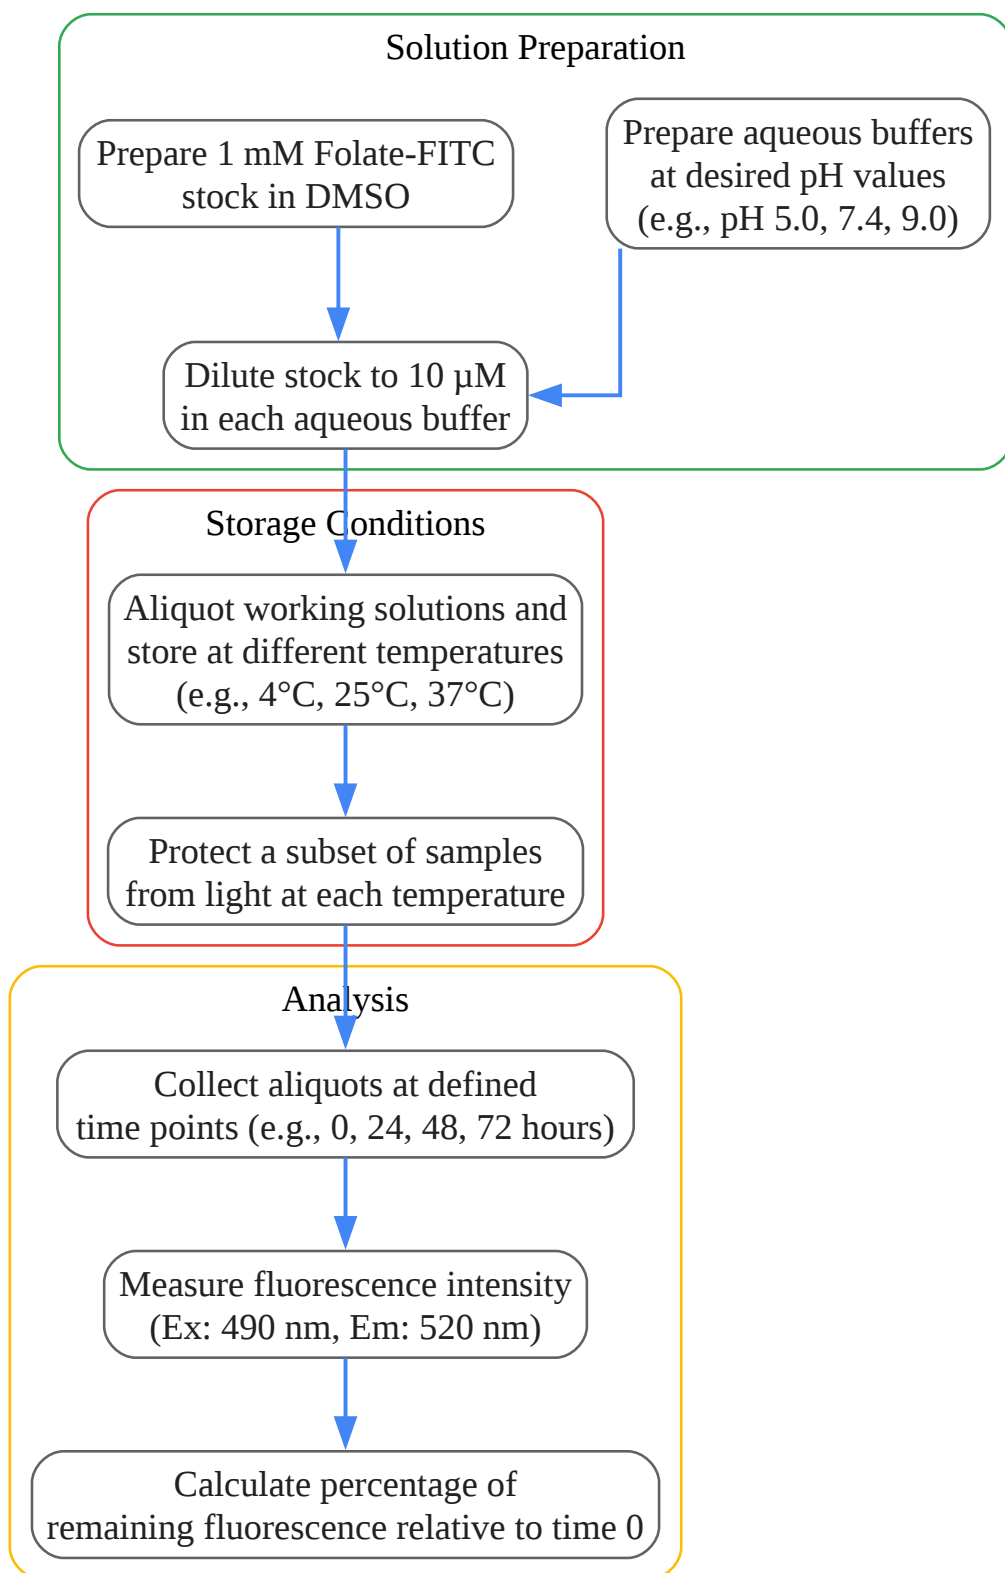 Solution Preparation
Prepare 1 mM Folate-FITC
stock in DMSO
Prepare aqueous buffers
at desired pH values
(e.g., pH 5.0, 7.4, 9.0)
Dilute stock to 10 µM
in each aqueous buffer
Storage Conditions
Aliquot working solutions and
store at different temperatures
(e.g., 4°C, 25°C, 37°C)
Protect a subset of samples
from light at each temperature
Analysis
Collect aliquots at defined
time points (e.g., 0, 24, 48, 72 hours)
Measure fluorescence intensity
(Ex: 490 nm, Em: 520 nm)
Calculate percentage of
remaining fluorescence relative to time 0